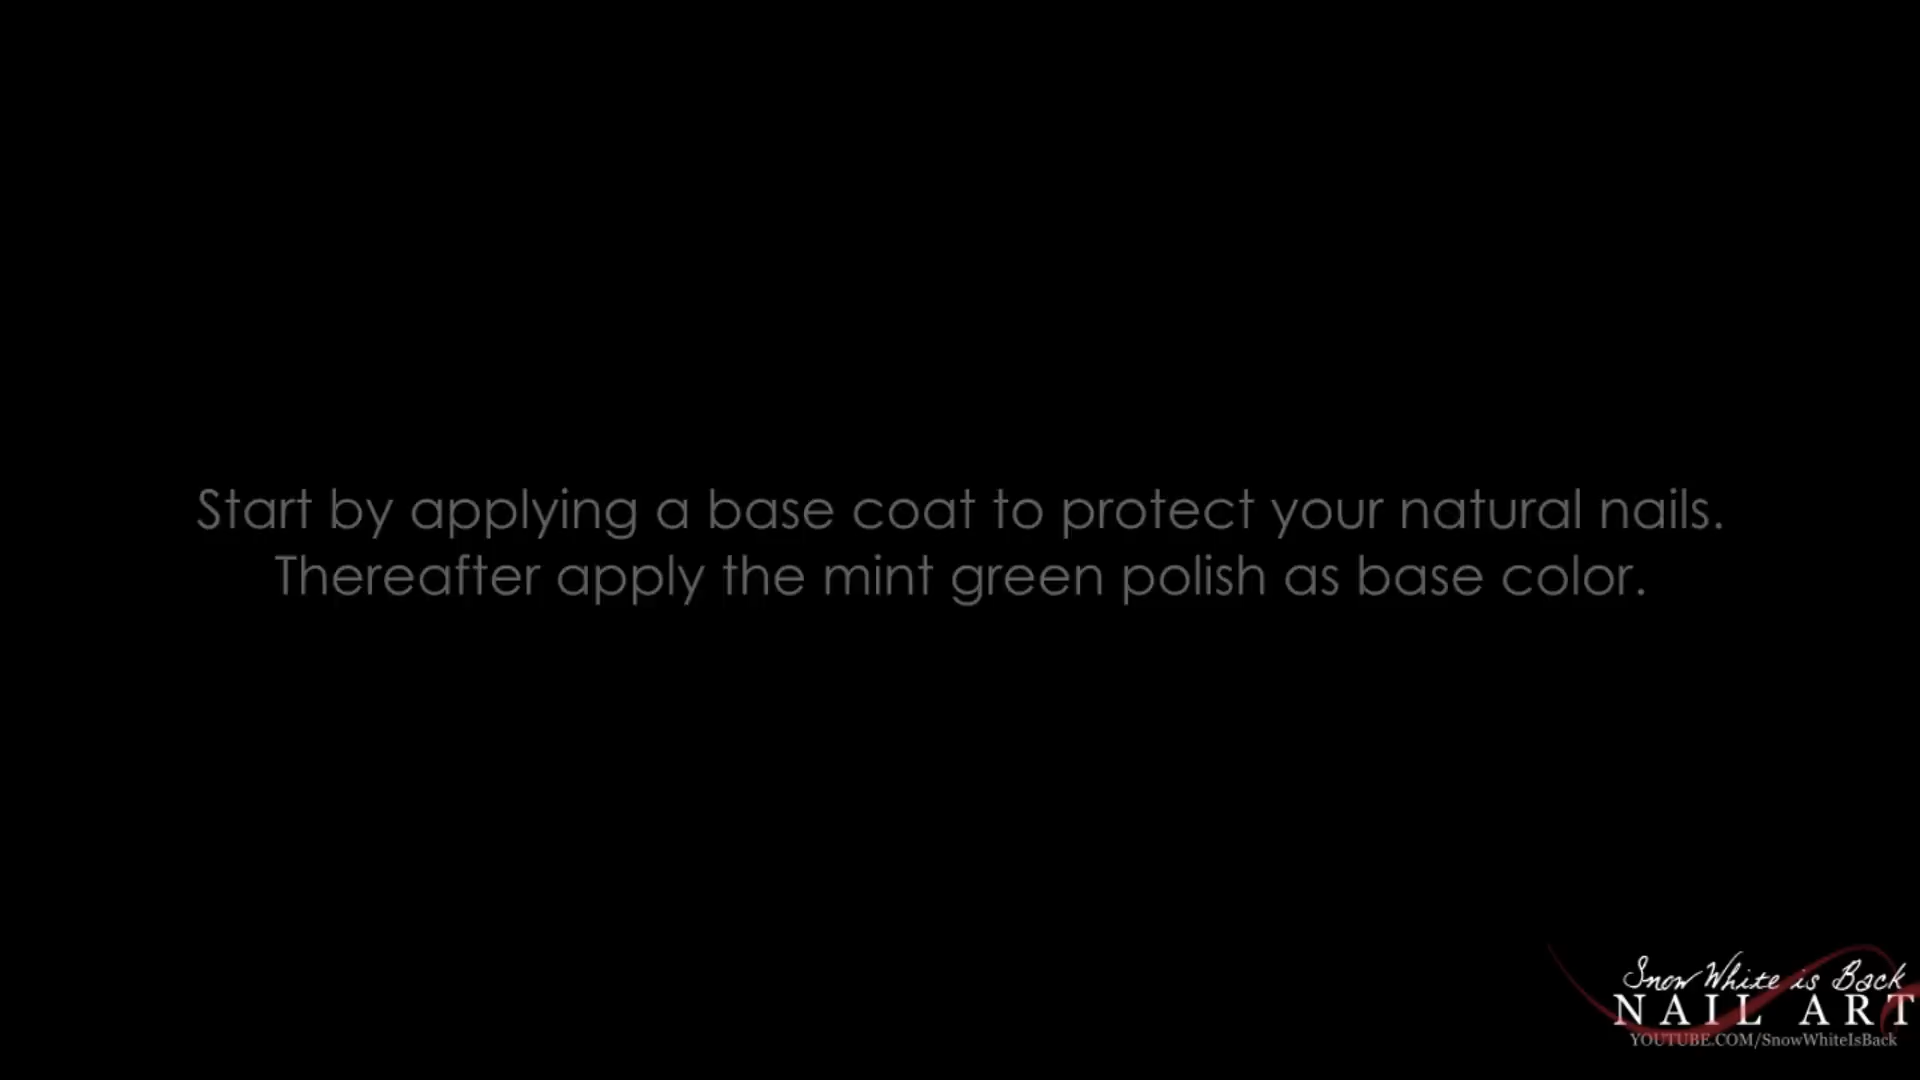 Start by applying a base coat to protect your natural nails.
Thereafter apply the mint green polish as base color.
Snow White is Back
NAIL ART
YOUTUBE.COM/SnowWhiteIsBack